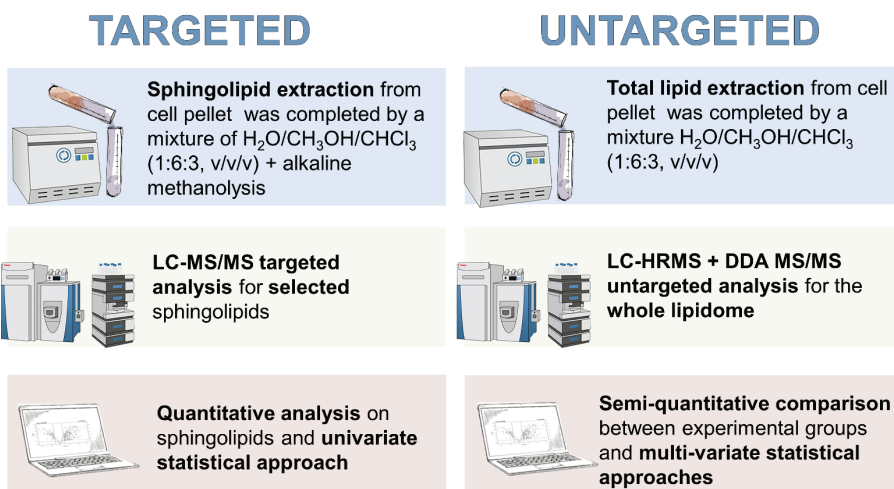 TARGETED
Sphingolipid extraction from
cell pellet was completed by a
mixture of H₂O/CH₃OH/CHCl₃
(1:6:3, v/v/v) + alkaline
methanolysis
LC-MS/MS targeted
analysis for selected
sphingolipids
Quantitative analysis on
sphingolipids and univariate
statistical approach
UNTARGETED
Total lipid extraction from cell
pellet was completed by a
mixture H₂O/CH₃OH/CHCl₃
(1:6:3, v/v/v)
LC-HRMS + DDA MS/MS
untargeted analysis for the
whole lipidome
Semi-quantitative comparison
between experimental groups
and multi-variate statistical
approaches